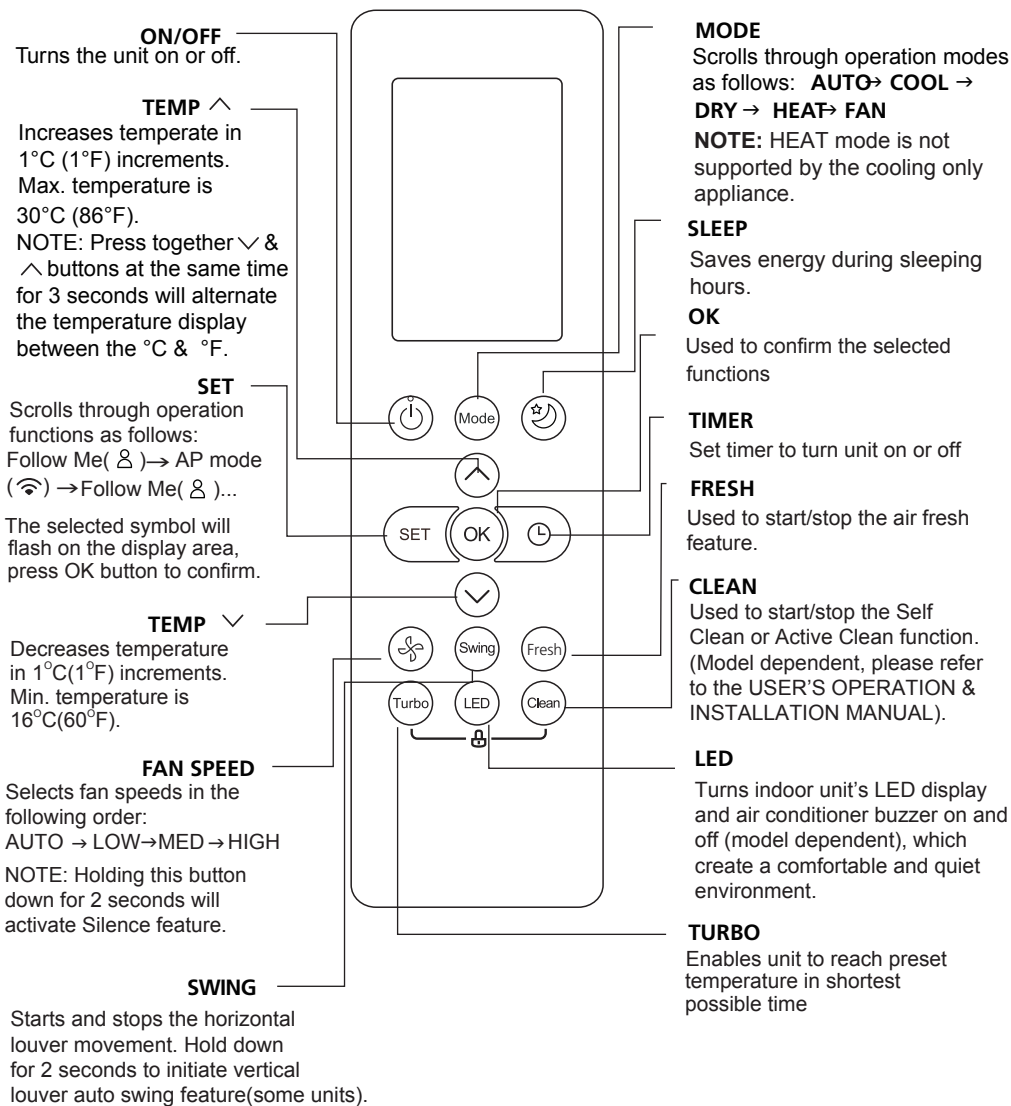 ON/OFF
Turns the unit on or off.
TEMP ︿
Increases temperate in
1°C (1°F) increments.
Max. temperature is
30°C (86°F).
NOTE: Press together ﹀ &
︿ buttons at the same time
for 3 seconds will alternate
the temperature display
between the °C & °F.
SET
Scrolls through operation
functions as follows:
Follow Me( )→ AP mode
( ) →Follow Me( )...
The selected symbol will
flash on the display area,
press OK button to confirm.
TEMP ﹀
Decreases temperature
in 1°C(1°F) increments.
Min. temperature is
16°C(60°F).
FAN SPEED
Selects fan speeds in the
following order:
AUTO → LOW→MED→HIGH
NOTE: Holding this button
down for 2 seconds will
activate Silence feature.
SWING
Starts and stops the horizontal
louver movement. Hold down
for 2 seconds to initiate vertical
louver auto swing feature(some units).
Mode
SET
OK
Swing
Fresh
Turbo
LED
Clean
MODE
Scrolls through operation modes
as follows: AUTO→ COOL →
DRY → HEAT→ FAN
NOTE: HEAT mode is not
supported by the cooling only
appliance.
SLEEP
Saves energy during sleeping
hours.
OK
Used to confirm the selected
functions
TIMER
Set timer to turn unit on or off
FRESH
Used to start/stop the air fresh
feature.
CLEAN
Used to start/stop the Self
Clean or Active Clean function.
(Model dependent, please refer
to the USER'S OPERATION &
INSTALLATION MANUAL).
LED
Turns indoor unit's LED display
and air conditioner buzzer on and
off (model dependent), which
create a comfortable and quiet
environment.
TURBO
Enables unit to reach preset
temperature in shortest
possible time